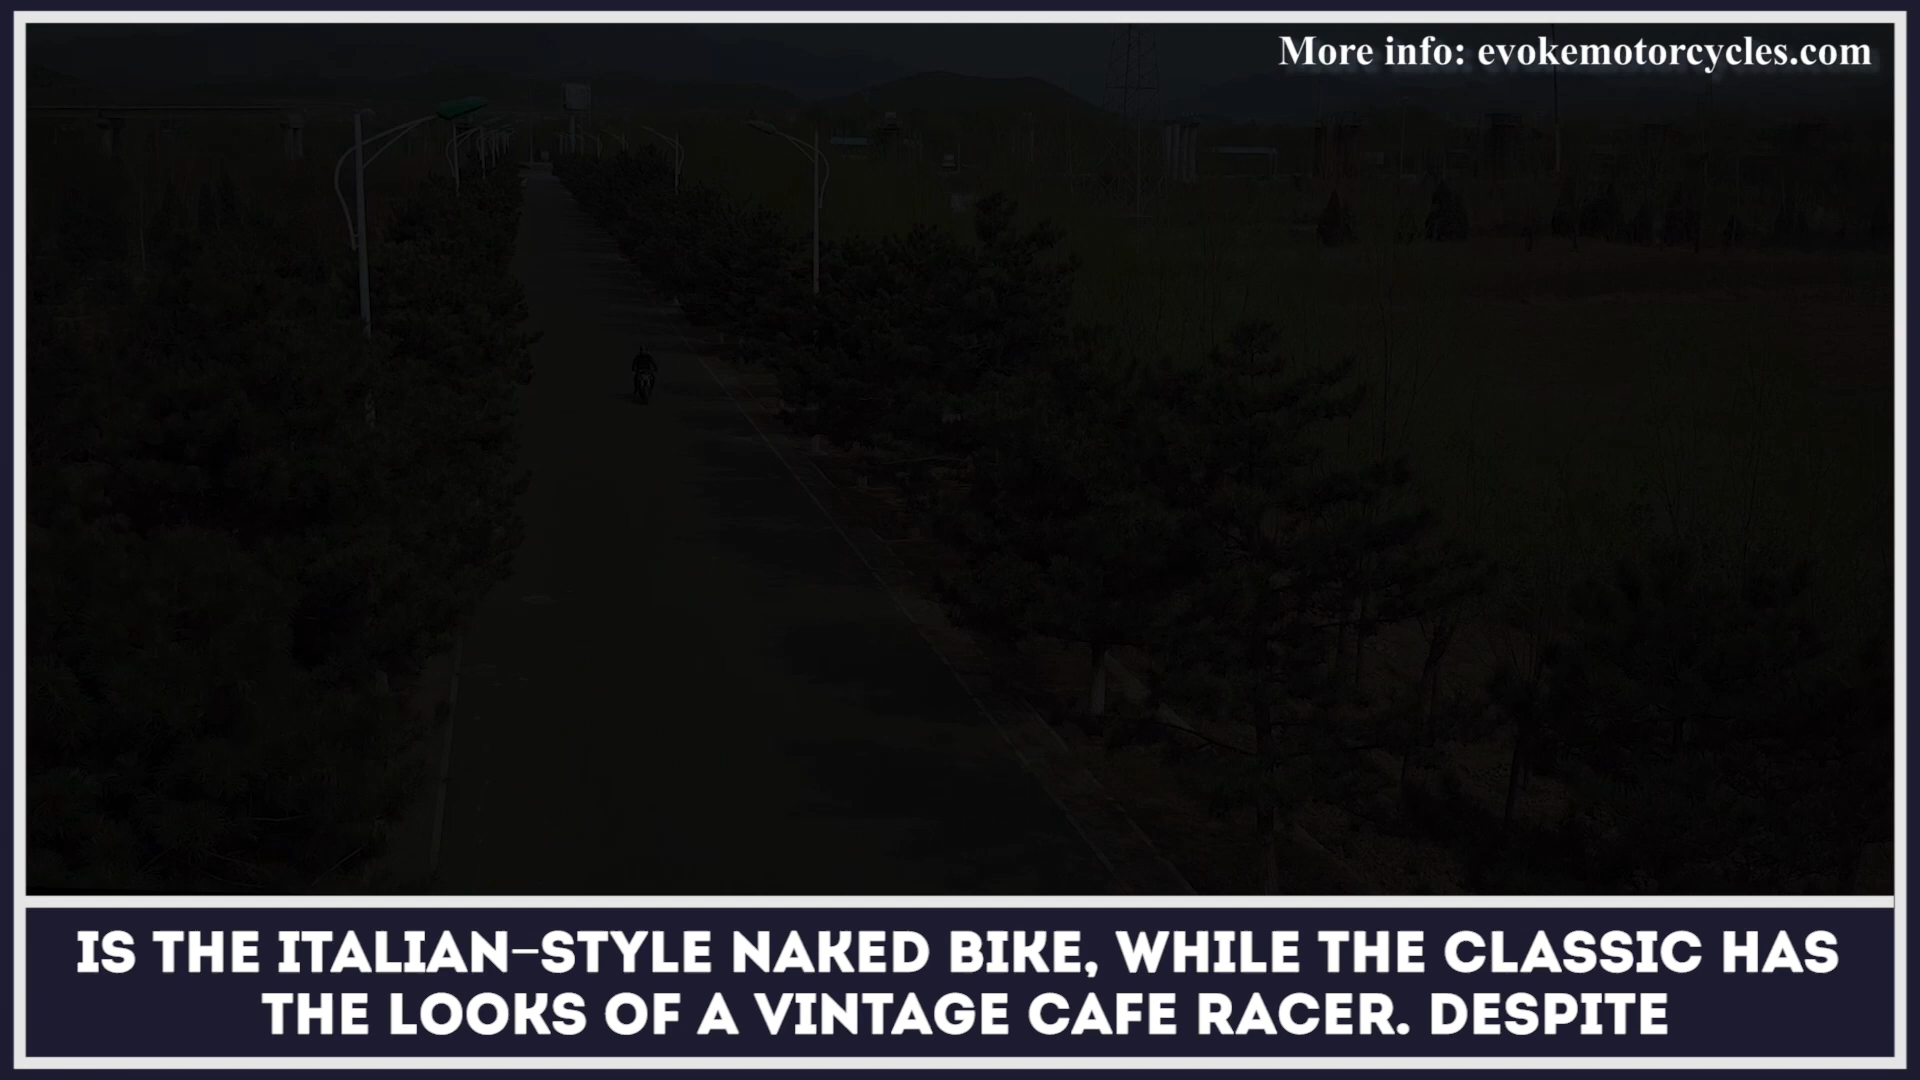 More info: evokemotorcycles.com
IS THE ITALIAN–STYLE NAKED BIKE, WHILE THE CLASSIC HAS
THE LOOKS OF A VINTAGE CAFE RACER. DESPITE